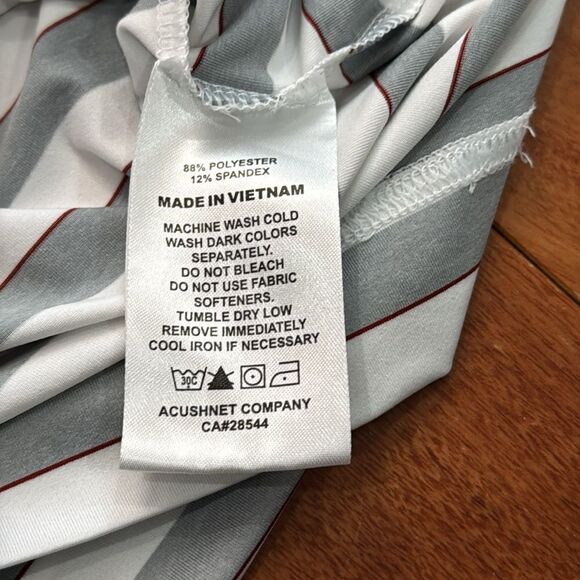 88% POLYESTER
12% SPANDEX
MADE IN VIETNAM
MACHINE WASH COLD
WASH DARK COLORS
SEPARATELY.
DO NOT BLEACH
DO NOT USE FABRIC
SOFTENERS.
TUMBLE DRY LOW
REMOVE IMMEDIATELY
COOL IRON IF NECESSARY
30C
ACUSHNET COMPANY
CA#28544